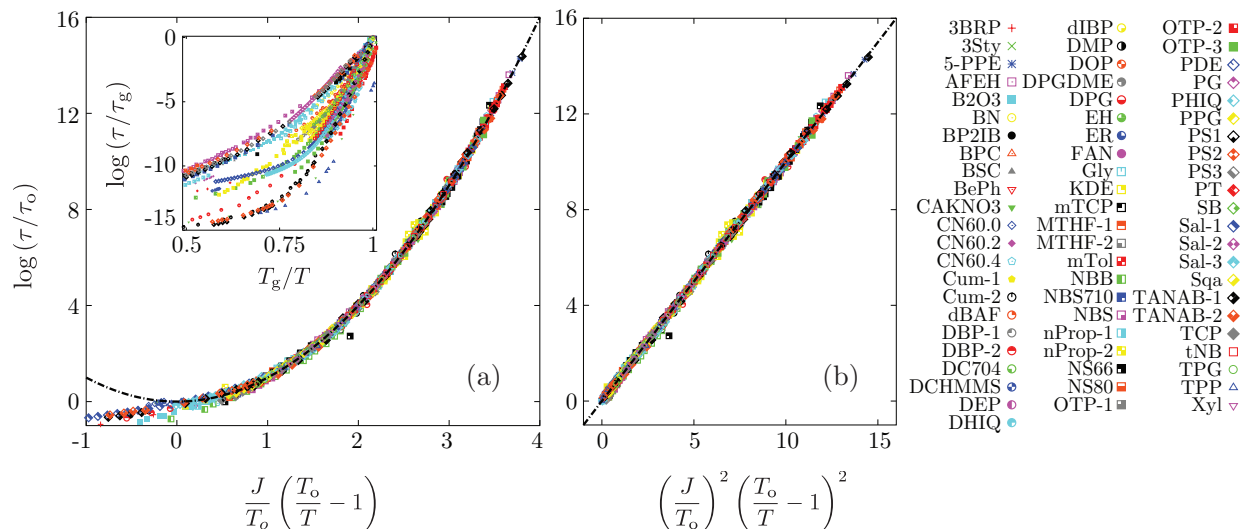 16
12
8
4
0
log (τ/τo)
-1
0
1
2
3
4
J/To (To/T − 1)
(a)
0
-5
-10
-15
log (τ/τg)
0.5
0.75
1
Tg/T
16
12
8
4
0
0
5
10
15
(J/To)² (To/T − 1)²
(b)
3BRP
3Sty
5-PPE
AFEH
B2O3
BN
BP2IB
BPC
BSC
BePh
CAKNO3
CN60.0
CN60.2
CN60.4
Cum-1
Cum-2
dBAF
DBP-1
DBP-2
DC704
DCHMMS
DEP
DHIQ
dIBP
DMP
DOP
DPGDME
DPG
EH
ER
FAN
Gly
KDE
mTCP
MTHF-1
MTHF-2
mTol
NBB
NBS710
NBS
nProp-1
nProp-2
NS66
NS80
OTP-1
OTP-2
OTP-3
PDE
PG
PHIQ
PPG
PS1
PS2
PS3
PT
SB
Sal-1
Sal-2
Sal-3
Sqa
TANAB-1
TANAB-2
TCP
tNB
TPG
TPP
Xyl